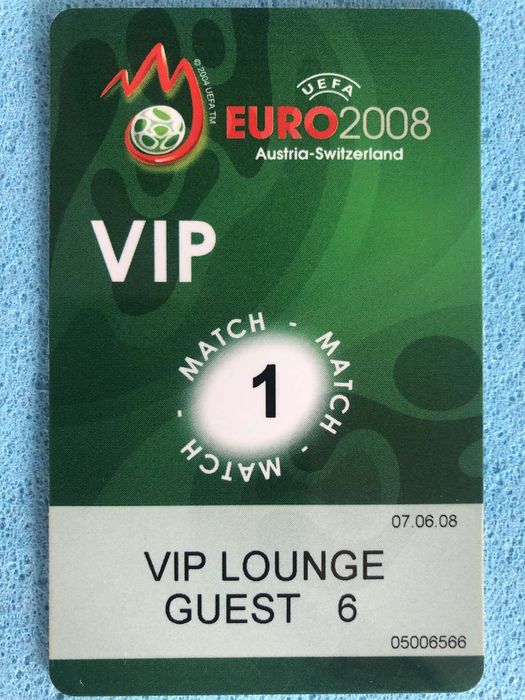 © 2004 UEFA TM
UEFA
EURO2008
Austria-Switzerland
VIP
MATCH - MATCH - MATCH -
1
07.06.08
VIP LOUNGE
GUEST 6
05006566